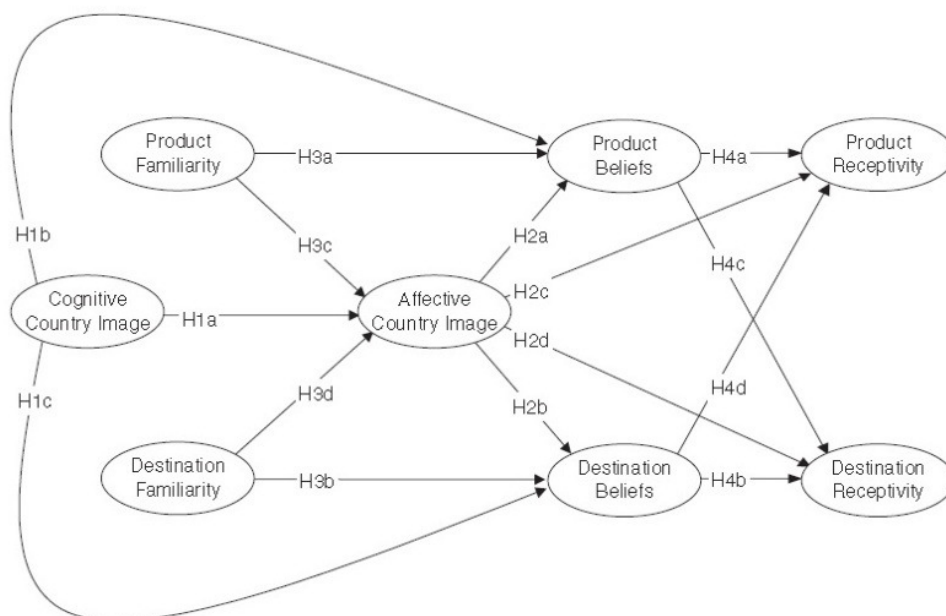 Product
Familiarity
H3a
Product
Beliefs
H4a
Product
Receptivity
H1b
H3c
H2a
H2c
H4c
Cognitive
Country Image
H1a
Affective
Country Image
H2d
H1c
H3d
H2b
H4d
Destination
Familiarity
H3b
Destination
Beliefs
H4b
Destination
Receptivity